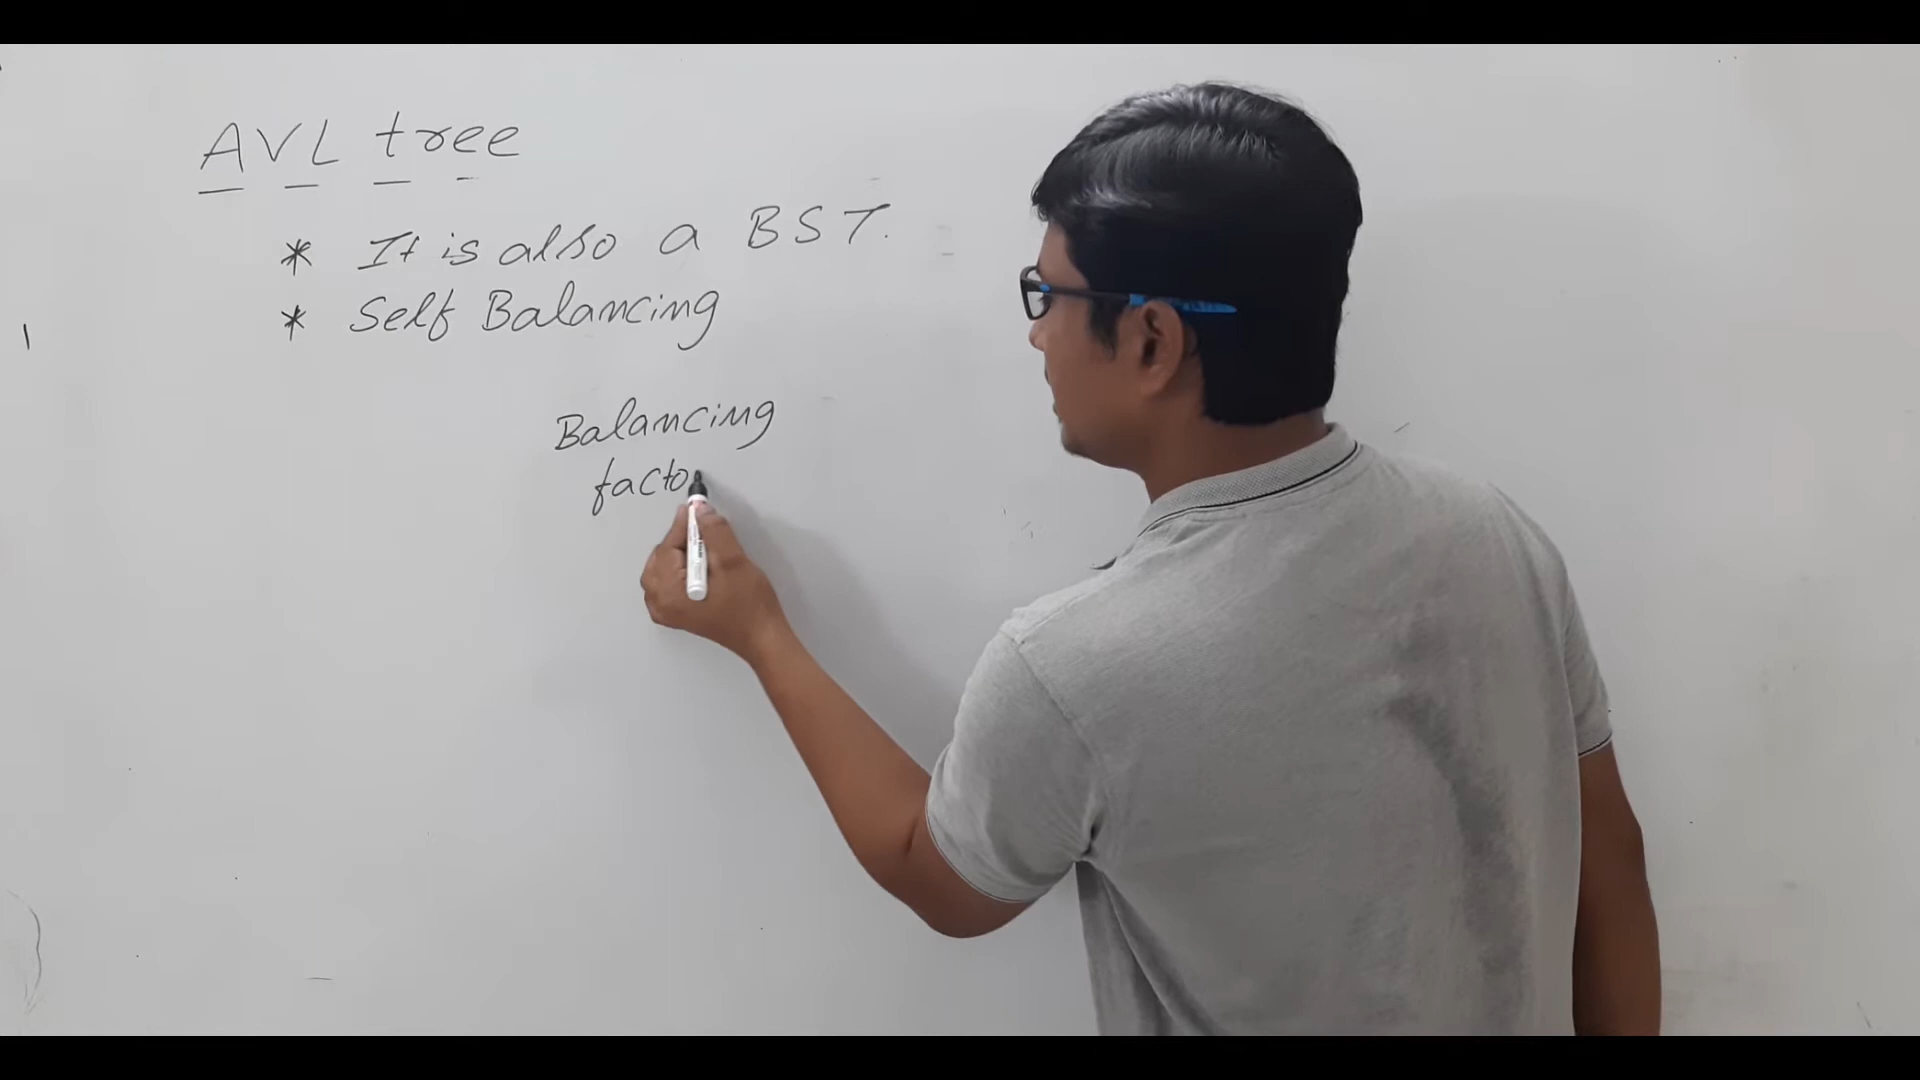 AVL tree
* It is also a BST.
* Self Balancing
Balancing
facto